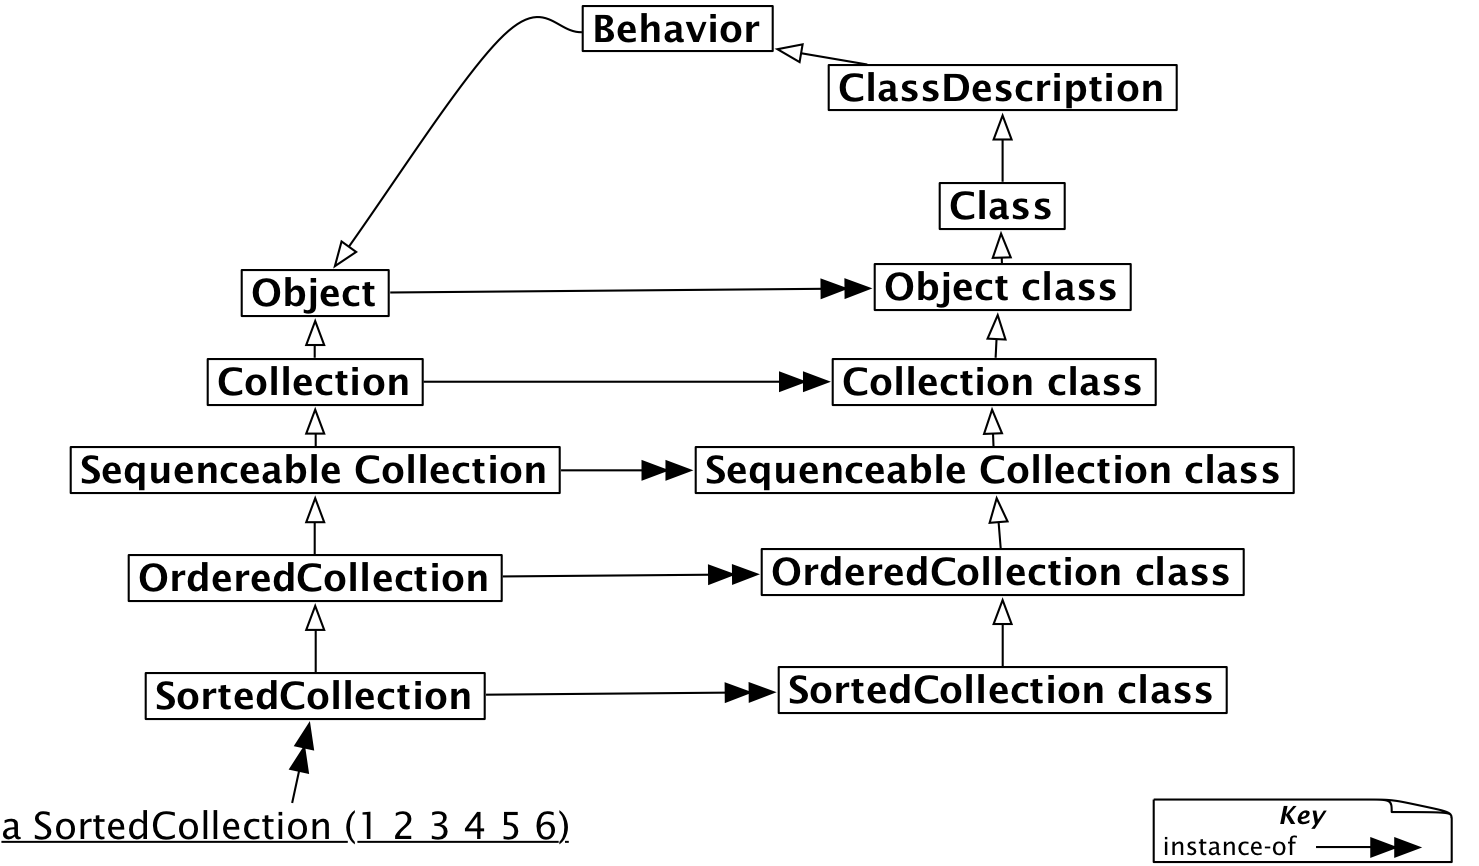 Behavior
ClassDescription
Class
Object
Object class
Collection
Collection class
Sequenceable Collection
Sequenceable Collection class
OrderedCollection
OrderedCollection class
SortedCollection
SortedCollection class
a SortedCollection (1 2 3 4 5 6)
Key
instance-of